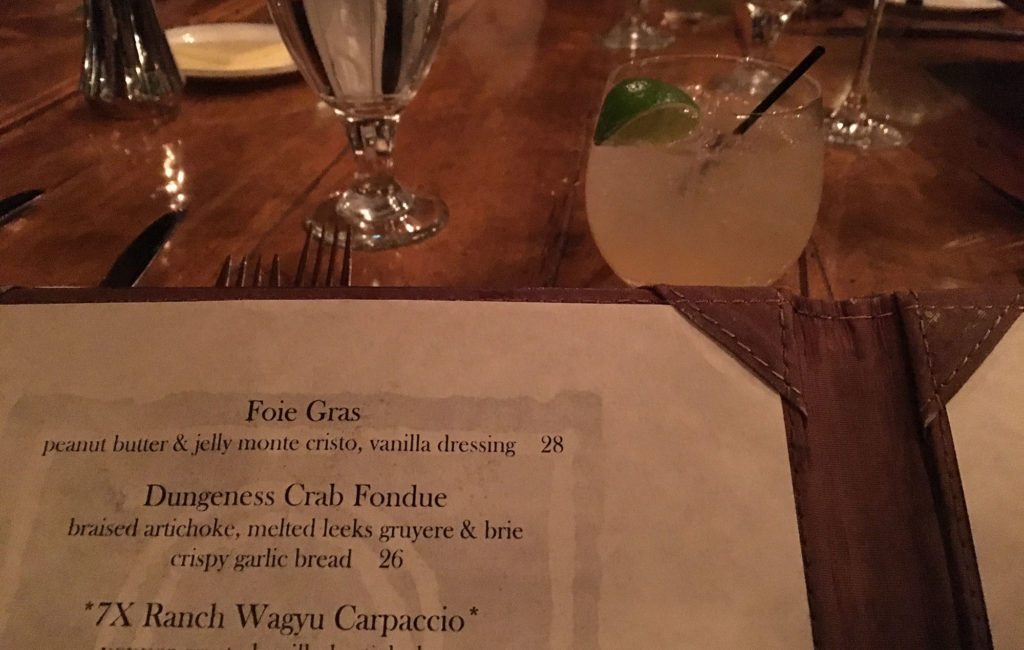 Foie Gras
peanut butter & jelly monte cristo, vanilla dressing 28
Dungeness Crab Fondue
braised artichoke, melted leeks gruyere & brie
crispy garlic bread 26
*7X Ranch Wagyu Carpaccio*